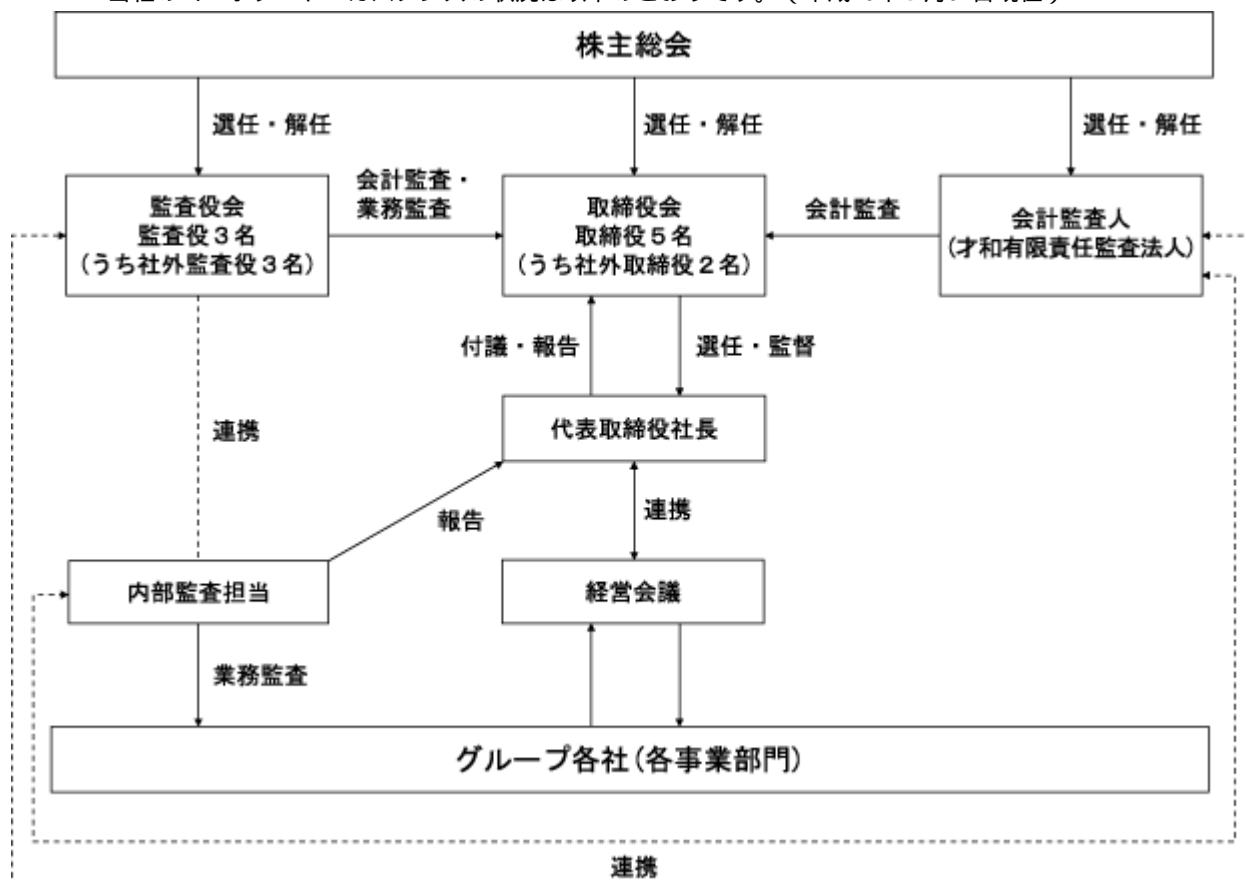 株主総会
選任・解任
選任・解任
選任・解任
監査役会
監査役3名
(うち社外監査役3名)
会計監査・
業務監査
取締役会
取締役5名
(うち社外取締役2名)
会計監査
会計監査人
(才和有限責任監査法人)
付議・報告
選任・監督
連携
代表取締役社長
報告
連携
内部監査担当
経営会議
業務監査
グループ各社(各事業部門)
連携